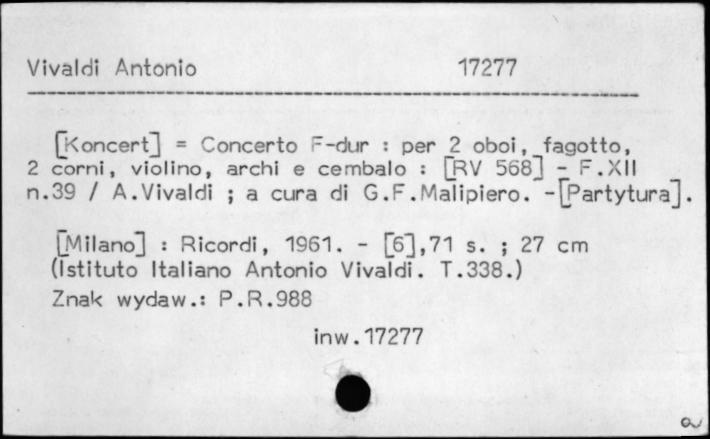 Vivaldi Antonio 17277
[Koncert] = Concerto F-dur : per 2 oboi, fagotto,
2 corni, violino, archi e cembalo : [RV 568] - F.XII
n.39 / A.Vivaldi ; a cura di G.F.Malipiero. -[Partytura].
[Milano] : Ricordi, 1961. - [6],71 s. ; 27 cm
(Istituto Italiano Antonio Vivaldi. T.338.)
Znak wydaw.: P.R.988
inw.17277